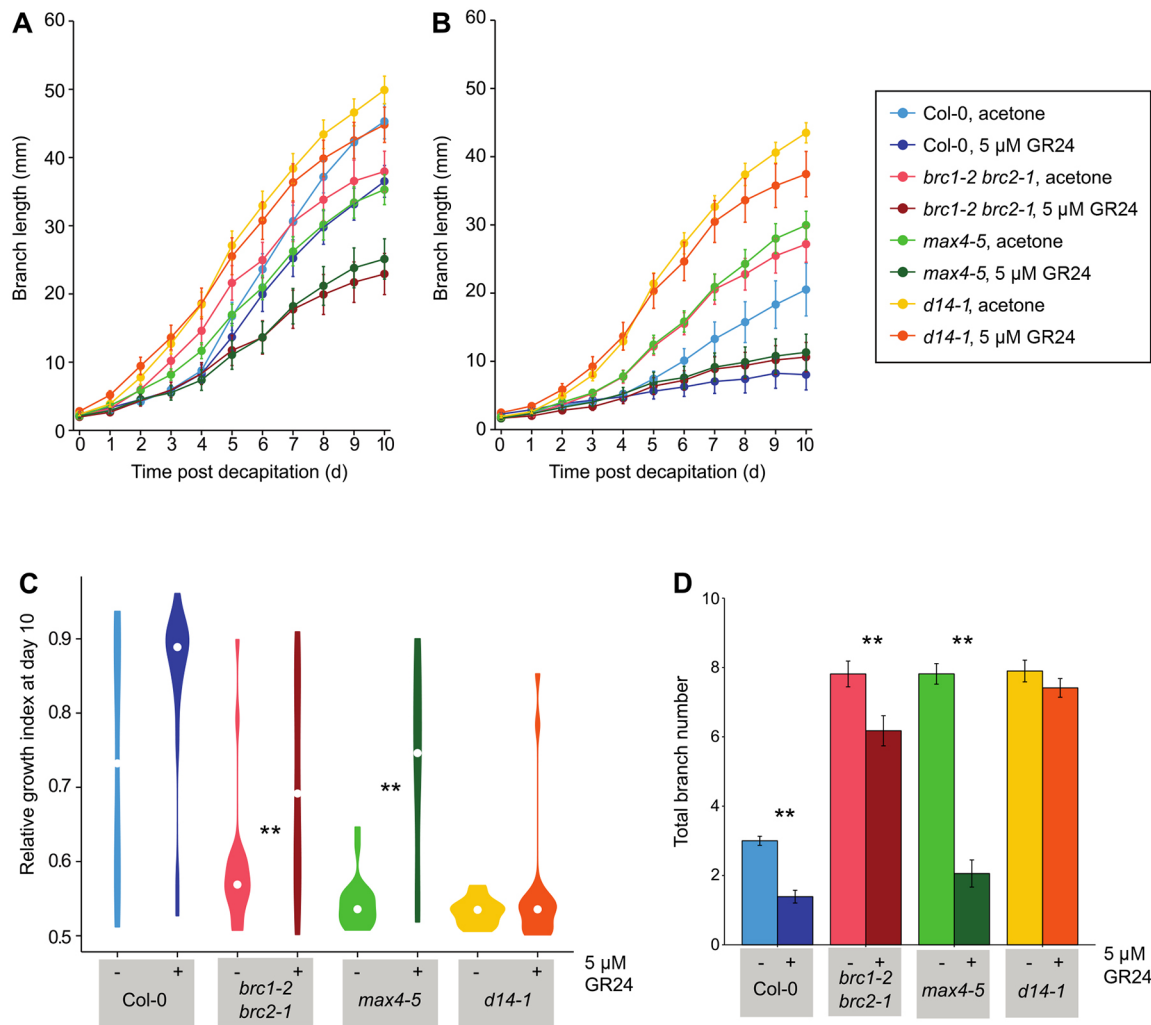 A
60
50
40
30
20
10
0
Branch length (mm)
0 1 2 3 4 5 6 7 8 9 10
Time post decapitation (d)
B
60
50
40
30
20
10
0
Branch length (mm)
0 1 2 3 4 5 6 7 8 9 10
Time post decapitation (d)
Col-0, acetone
Col-0, 5 µM GR24
brc1-2 brc2-1, acetone
brc1-2 brc2-1, 5 µM GR24
max4-5, acetone
max4-5, 5 µM GR24
d14-1, acetone
d14-1, 5 µM GR24
C
Relative growth index at day 10
0.9
0.8
0.7
0.6
0.5
**
**
- + - + - + - +
5 µM
GR24
Col-0
brc1-2
brc2-1
max4-5
d14-1
D
Total branch number
10
8
6
4
2
0
**
**
**
- + - + - + - +
5 µM
GR24
Col-0
brc1-2
brc2-1
max4-5
d14-1